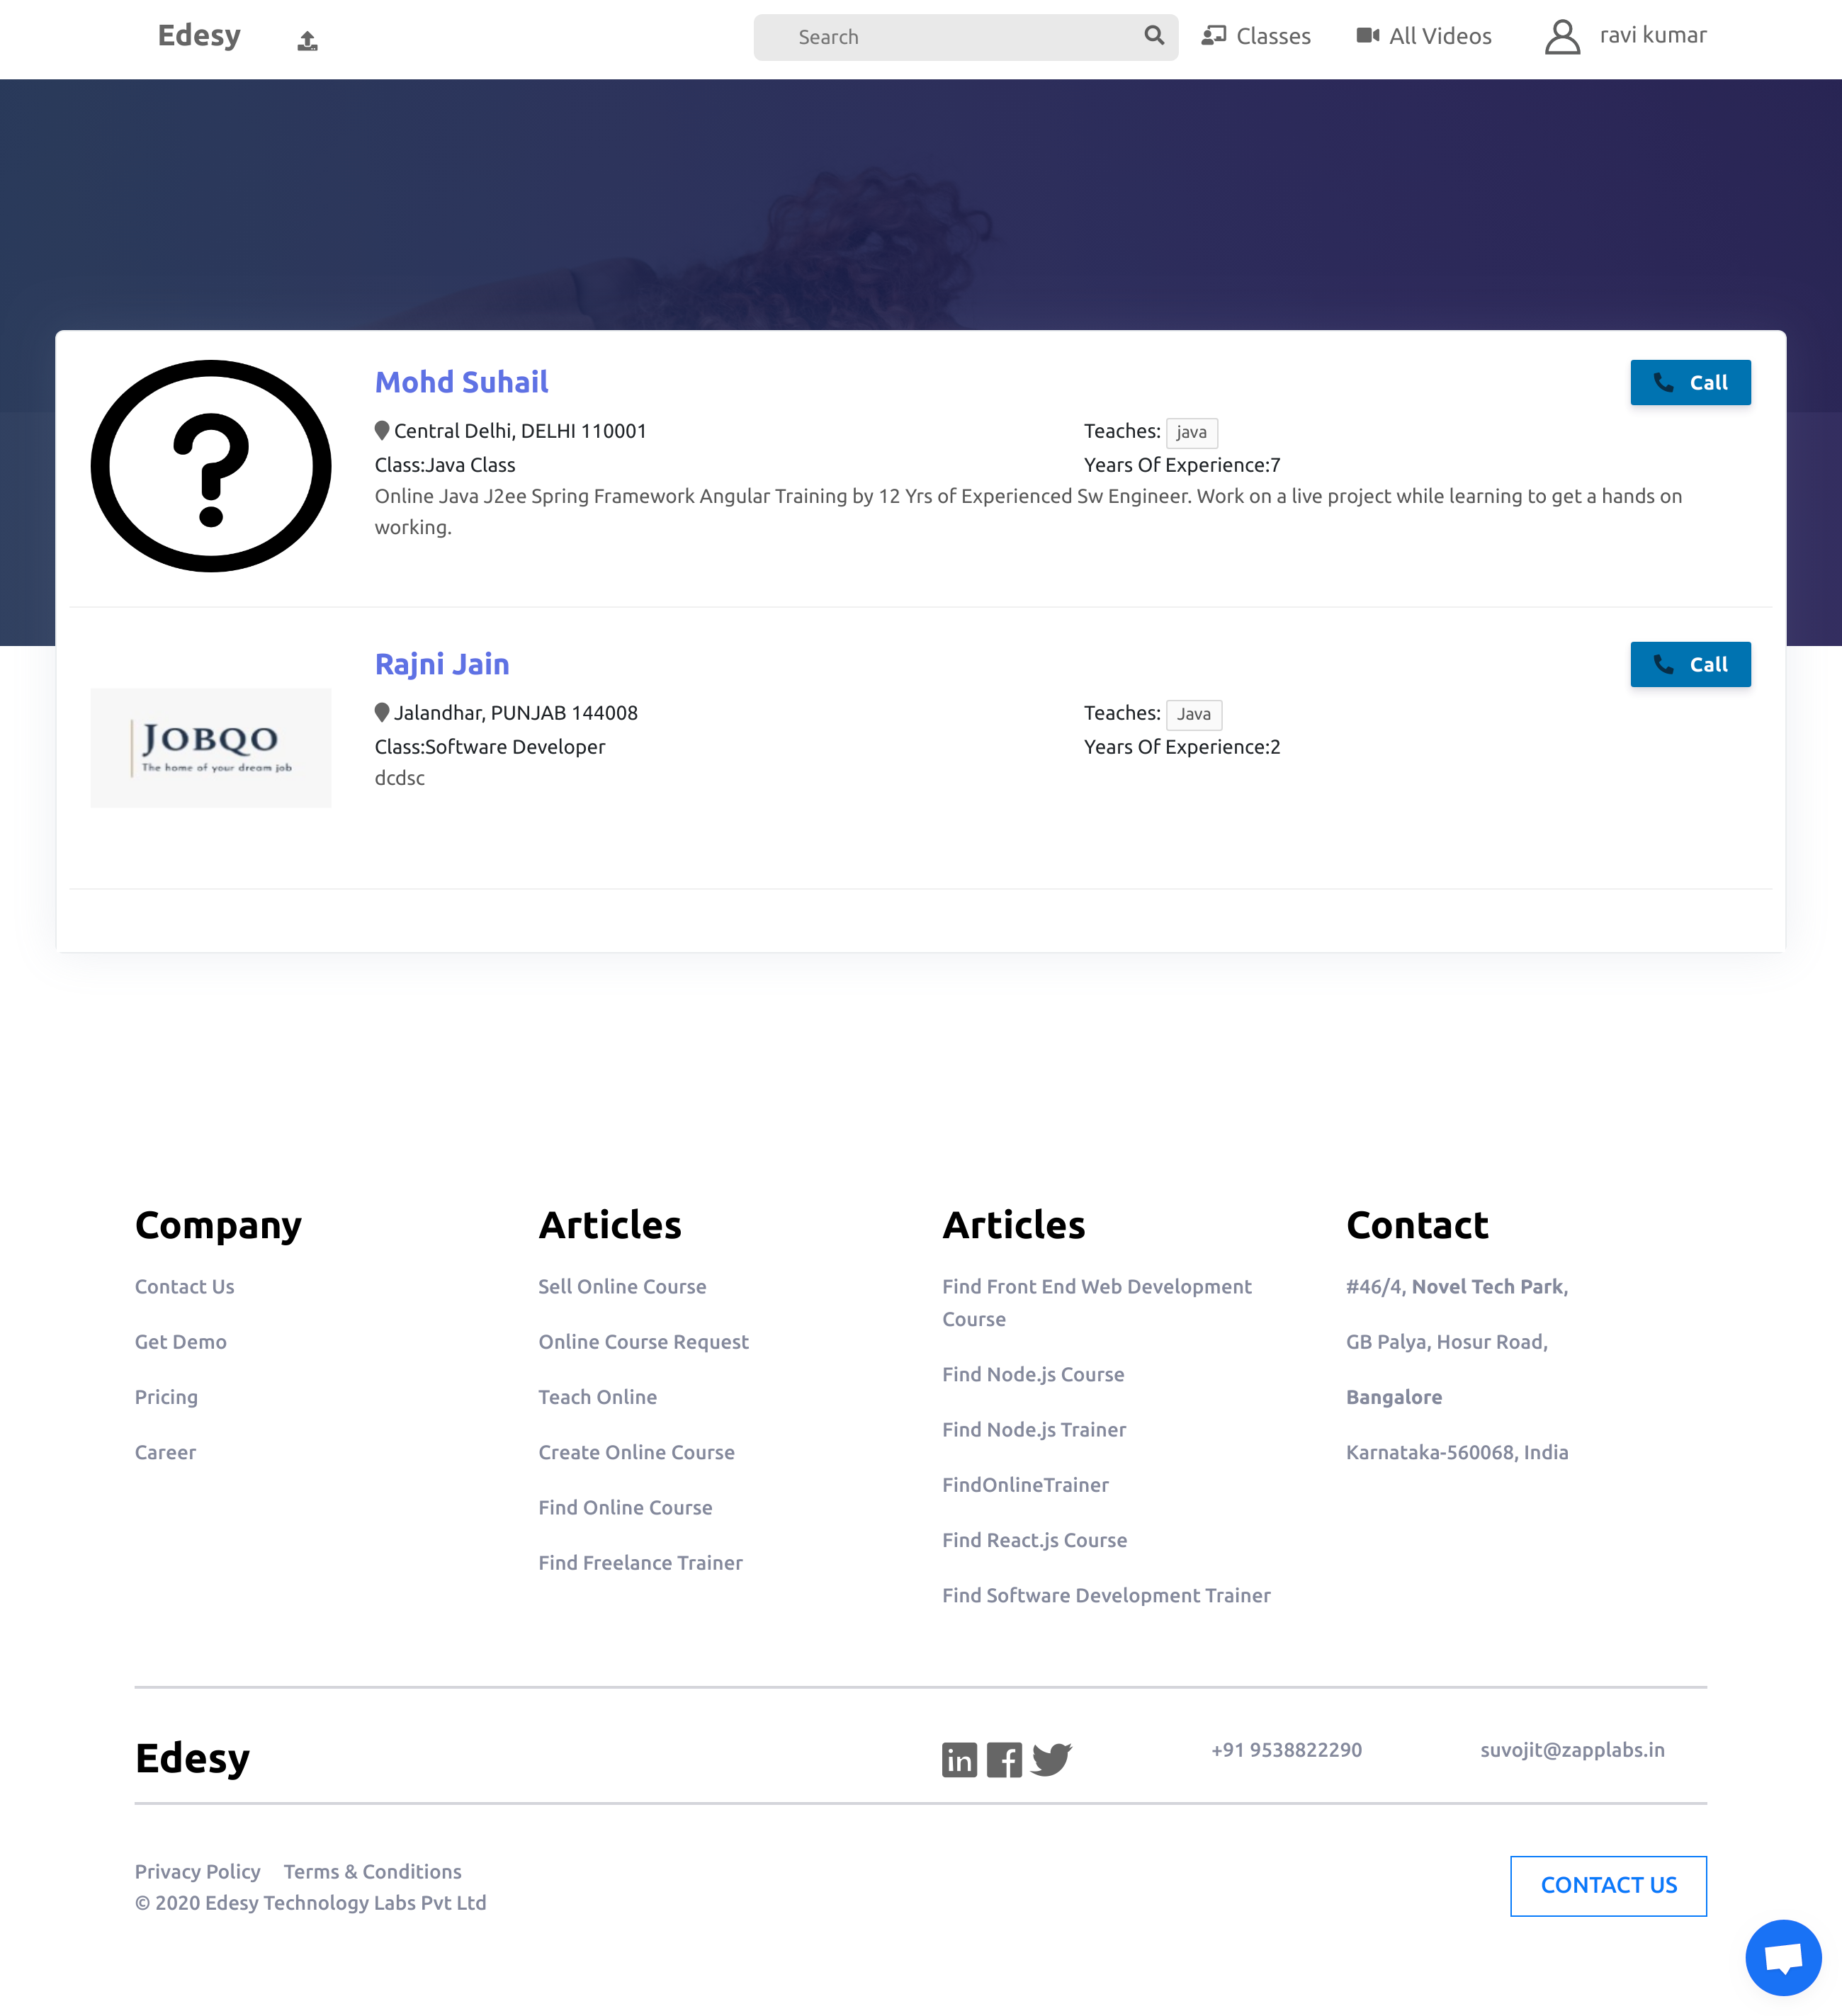 Edesy
Search
Classes
All Videos
ravi kumar
Mohd Suhail
Call
Central Delhi, DELHI 110001
Teaches: java
Class:Java Class
Years Of Experience:7
Online Java J2ee Spring Framework Angular Training by 12 Yrs of Experienced Sw Engineer. Work on a live project while learning to get a hands on
working.
Rajni Jain
Call
JOBQO
The home of your dream job
Jalandhar, PUNJAB 144008
Teaches: Java
Class:Software Developer
Years Of Experience:2
dcdsc
Company
Contact Us
Get Demo
Pricing
Career
Articles
Sell Online Course
Online Course Request
Teach Online
Create Online Course
Find Online Course
Find Freelance Trainer
Articles
Find Front End Web Development
Course
Find Node.js Course
Find Node.js Trainer
FindOnlineTrainer
Find React.js Course
Find Software Development Trainer
Contact
#46/4, Novel Tech Park,
GB Palya, Hosur Road,
Bangalore
Karnataka-560068, India
Edesy
+91 9538822290
suvojit@zapplabs.in
Privacy Policy
Terms & Conditions
© 2020 Edesy Technology Labs Pvt Ltd
CONTACT US